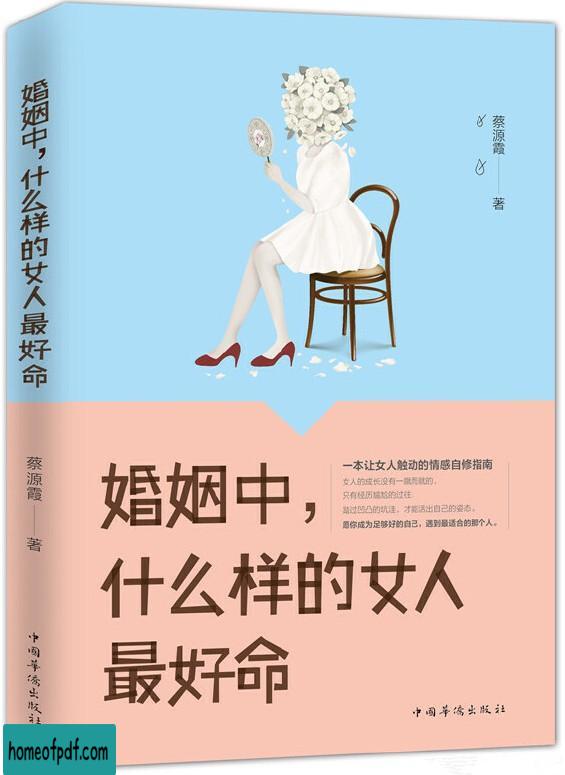 婚姻中，什么样的女人最好命
蔡源霞——著
中国华侨出版社
蔡源霞——著
一本让女人触动的情感自修指南
女人的成长没有一蹴而就的，
只有经历尴尬的过往，
踏过凹凸的坑洼，才能活出自己的姿态。
愿你成为足够好的自己，遇到最适合的那个人。
婚姻中，
什么样的女人
最好命
中国华侨出版社
homeofpdf.com